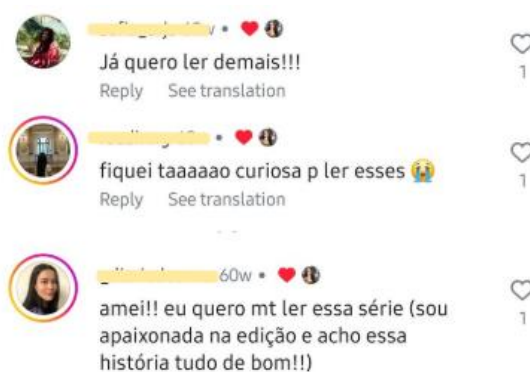 Já quero ler demais!!!
1
Reply See translation
fiquei taaaaao curiosa p ler esses 😭
1
Reply See translation
60w •
amei!! eu quero mt ler essa série (sou
1
apaixonada na edição e acho essa
história tudo de bom!!)